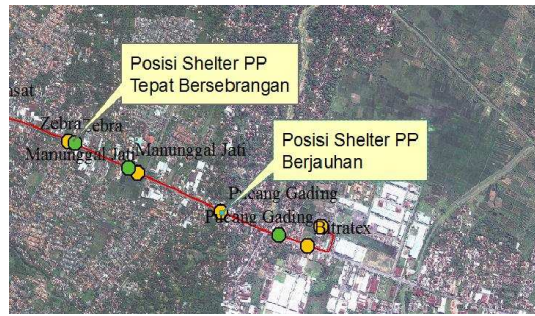 Posisi Shelter PP
Tepat Bersebrangan
Zebra
Zebra
Manunggal Jati
Manunggal Jati
Posisi Shelter PP
Berjauhan
Pucang Gading
Pucang Gading
Bitratex